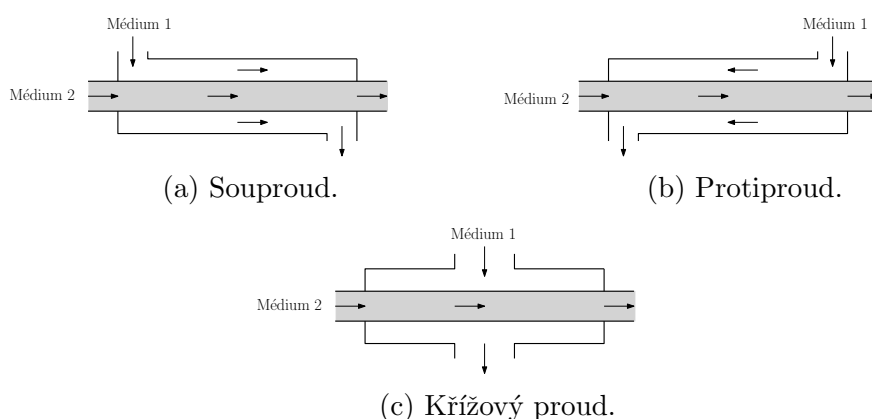 Médium 1
Médium 2
(a) Souproud.
Médium 1
Médium 2
(b) Protiproud.
Médium 1
Médium 2
(c) Křížový proud.